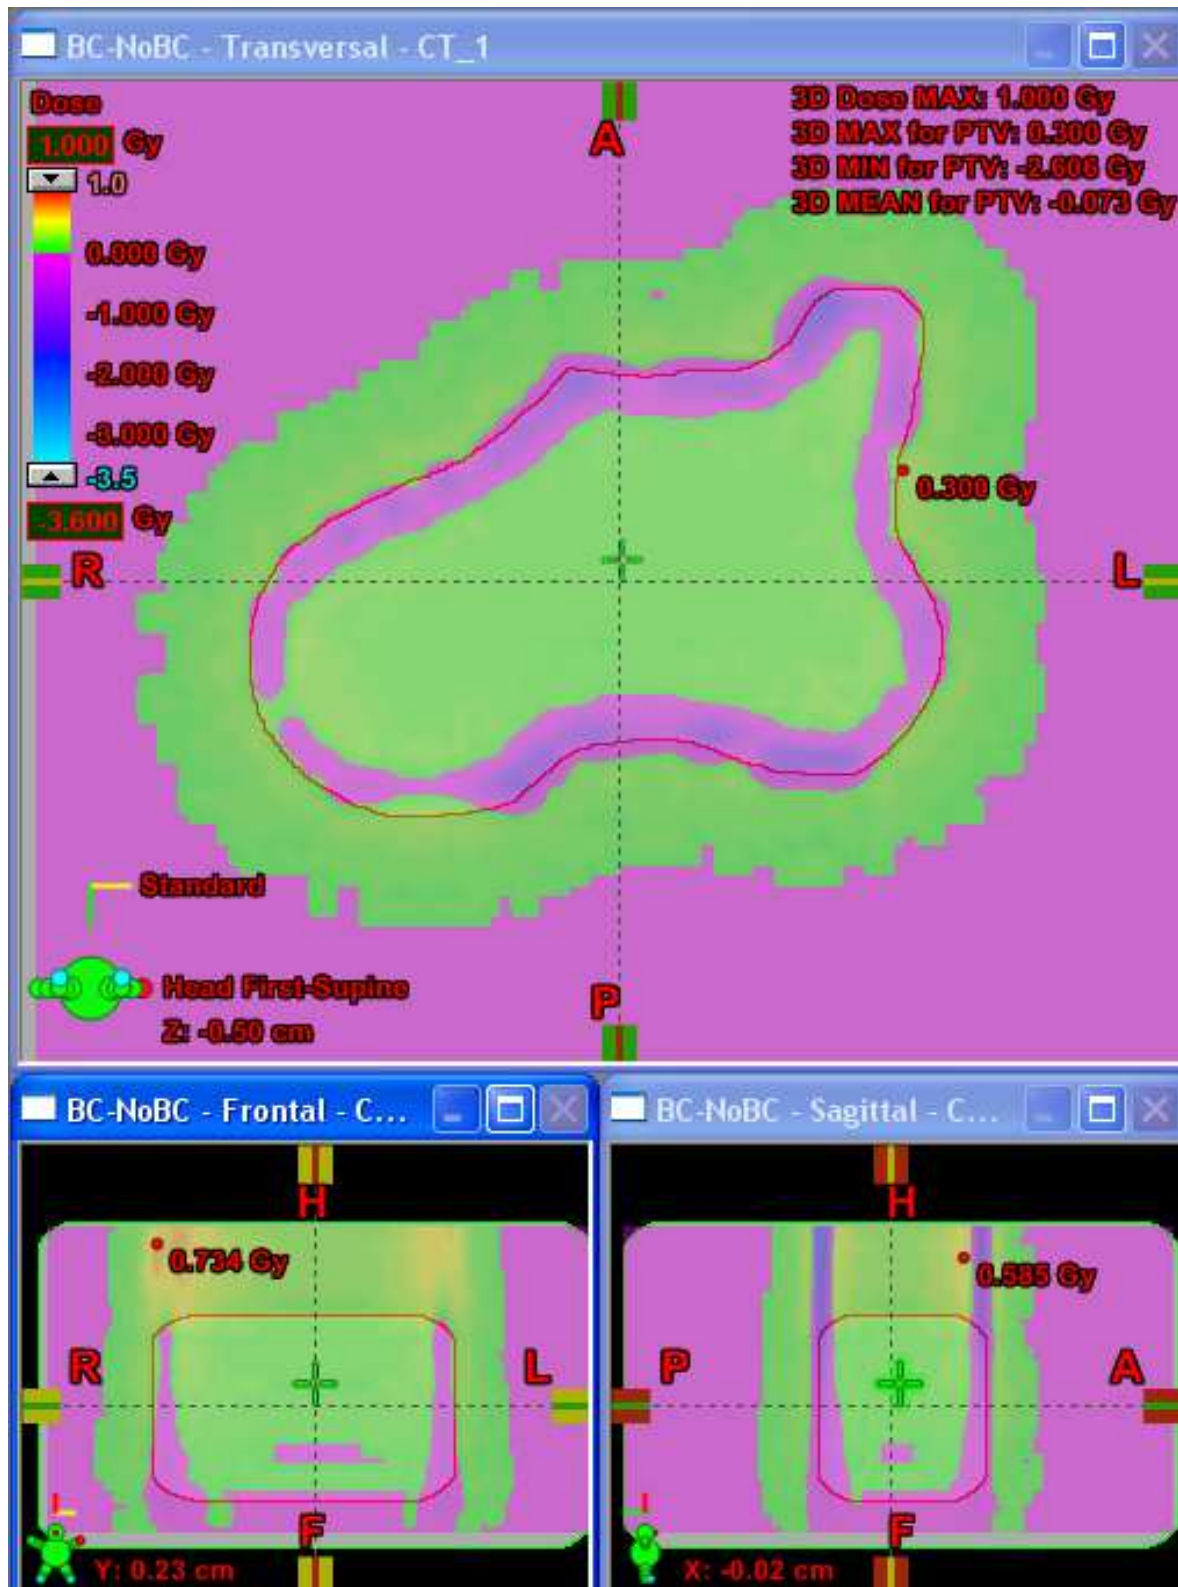 BC-NoBC - Transversal - CT_1
Dose
1.000 Gy
1.0
0.000 Gy
-1.000 Gy
-2.000 Gy
-3.000 Gy
-3.5
-3.600 Gy
3D Dose MAX: 1.000 Gy
3D MAX for PTV: 0.300 Gy
3D MIN for PTV: -2.606 Gy
3D MEAN for PTV: -0.073 Gy
A
0.300 Gy
R
L
Standard
Head First-Supine
Z: -0.50 cm
P
BC-NoBC - Frontal - C...
H
0.734 Gy
R
L
F
Y: 0.23 cm
BC-NoBC - Sagittal - C...
H
0.585 Gy
P
A
F
X: -0.02 cm